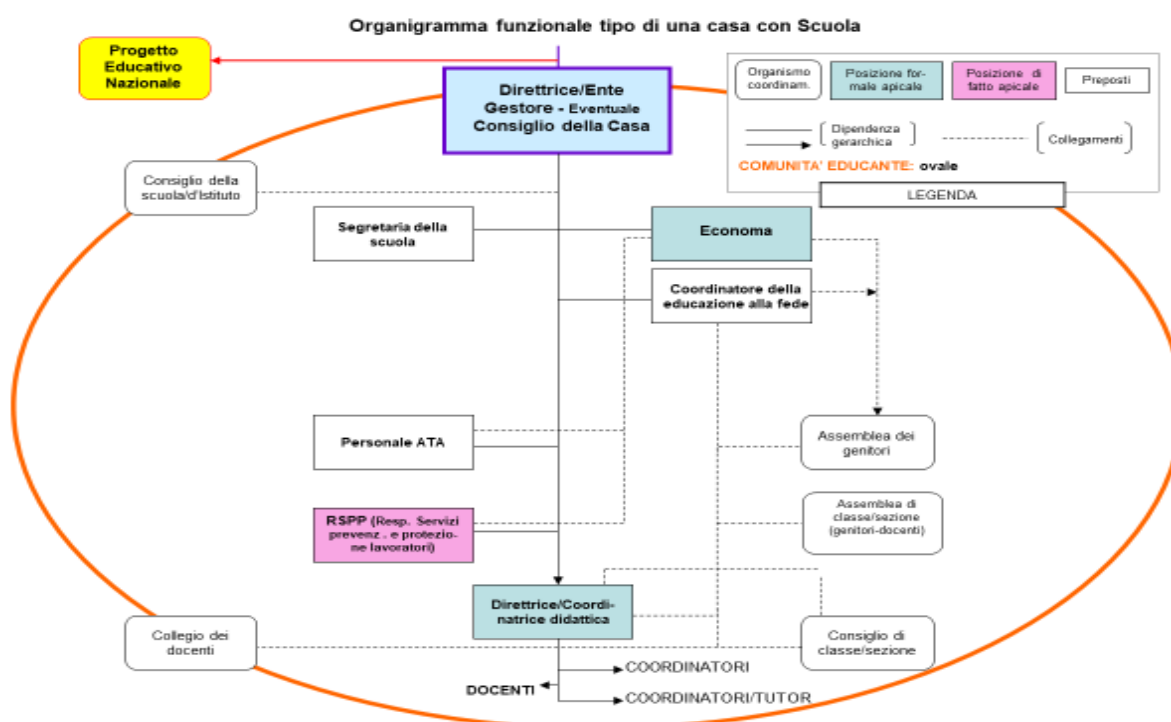 Organigramma funzionale tipo di una casa con Scuola
Progetto
Educativo
Nazionale
Direttrice/Ente
Gestore - Eventuale
Consiglio della Casa
Organismo
coordinam.
Posizione for-
male apicale
Posizione di
fatto apicale
Preposti
Dipendenza
gerarchica
Collegamenti
COMUNITA' EDUCANTE: ovale
LEGENDA
Consiglio della
scuola/d'Istituto
Segretaria della
scuola
Economa
Coordinatore della
educazione alla fede
Personale ATA
Assemblea dei
genitori
RSPP (Resp. Servizi
prevenz . e protezio-
ne lavoratori)
Assemblea di
classe/sezione
(genitori-docenti)
Direttrice/Coordi-
natrice didattica
Collegio dei
docenti
Consiglio di
classe/sezione
COORDINATORI
DOCENTI
COORDINATORI/TUTOR